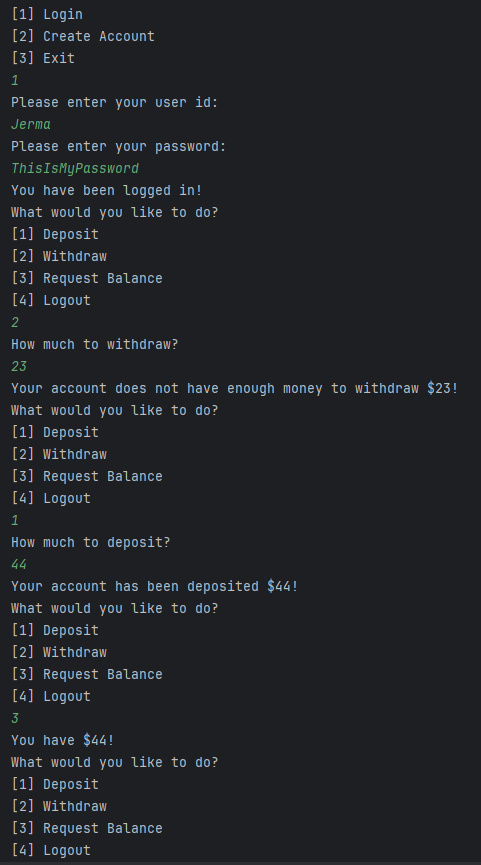 [1] Login
[2] Create Account
[3] Exit
1
Please enter your user id:
Jerma
Please enter your password:
ThisIsMyPassword
You have been logged in!
What would you like to do?
[1] Deposit
[2] Withdraw
[3] Request Balance
[4] Logout
2
How much to withdraw?
23
Your account does not have enough money to withdraw $23!
What would you like to do?
[1] Deposit
[2] Withdraw
[3] Request Balance
[4] Logout
1
How much to deposit?
44
Your account has been deposited $44!
What would you like to do?
[1] Deposit
[2] Withdraw
[3] Request Balance
[4] Logout
3
You have $44!
What would you like to do?
[1] Deposit
[2] Withdraw
[3] Request Balance
[4] Logout